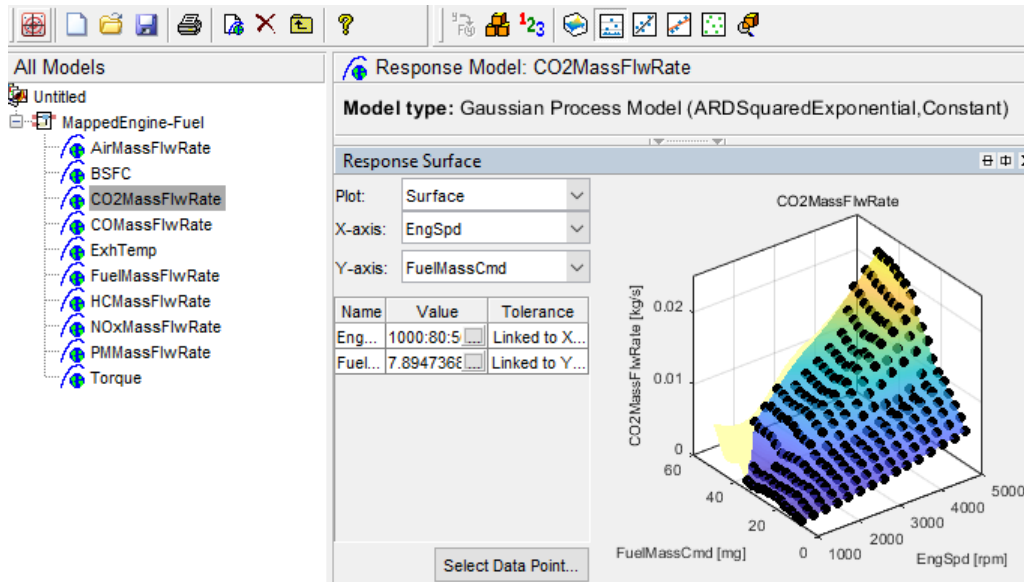 All Models
Untitled
MappedEngine-Fuel
AirMassFlwRate
BSFC
CO2MassFlwRate
COMassFlwRate
ExhTemp
FuelMassFlwRate
HCMassFlwRate
NOxMassFlwRate
PMMassFlwRate
Torque
Response Model: CO2MassFlwRate
Model type: Gaussian Process Model (ARDSquaredExponential,Constant)
Response Surface
Plot: Surface
X-axis: EngSpd
Y-axis: FuelMassCmd
Name Value Tolerance
Eng... 1000:80:5 ... Linked to X...
Fuel... 7.8947368 ... Linked to Y...
Select Data Point...
CO2MassFlwRate
CO2MassFlwRate [kg/s]
0.02
0.01
0
60
40
20
0
FuelMassCmd [mg]
1000
2000
3000
4000
5000
EngSpd [rpm]